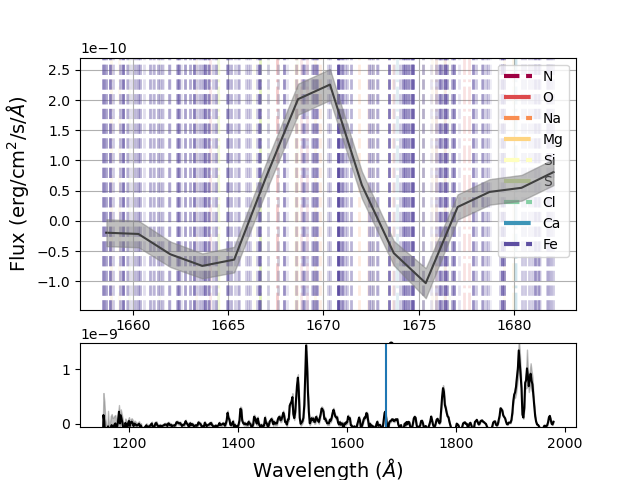 1e−10
2.5
2.0
1.5
1.0
0.5
0.0
−0.5
−1.0
Flux (erg/cm²/s/Å)
N
O
Na
Mg
Si
S
Cl
Ca
Fe
1660 1665 1670 1675 1680
1e−9
1
0
1200 1400 1600 1800 2000
Wavelength (Å)